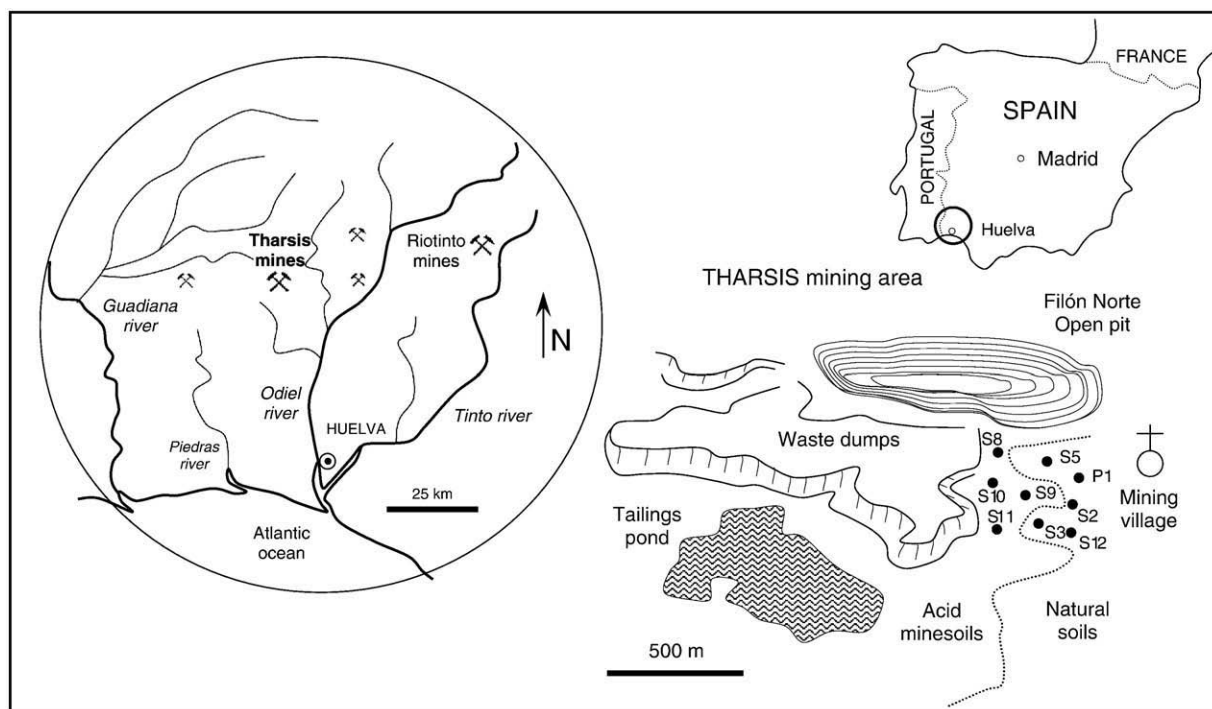 FRANCE
SPAIN
PORTUGAL
Madrid
Huelva
Tharsis
mines
Riotinto
mines
Guadiana
river
N
Odiel
river
Tinto river
HUELVA
Piedras
river
25 km
Atlantic
ocean
THARSIS mining area
Filón Norte
Open pit
Waste dumps
S8
S5
P1
S10
S9
Mining
village
S11
S2
S3
S12
Tailings
pond
Acid
minesoils
Natural
soils
500 m